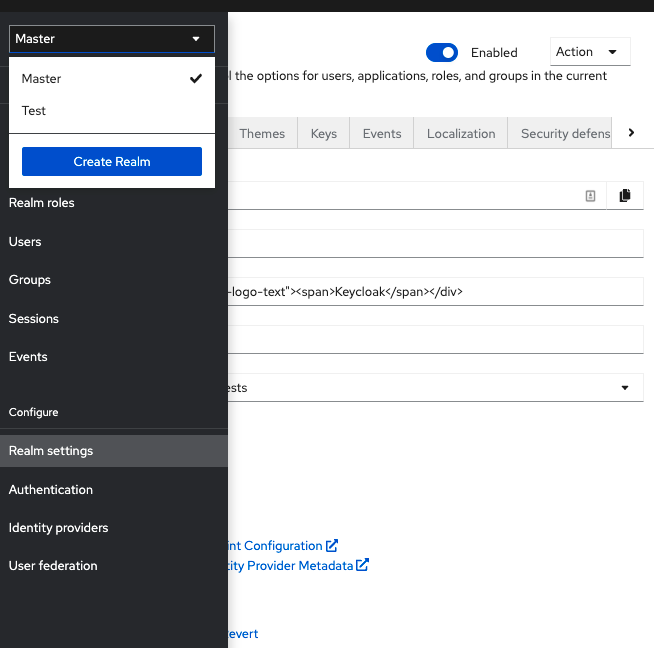 Master
Master
Test
Create Realm
Realm roles
Users
Groups
Sessions
Events
Configure
Realm settings
Authentication
Identity providers
User federation
Enabled
Action
the options for users, applications, roles, and groups in the current
Themes
Keys
Events
Localization
Security defens
-logo-text"><span>Keycloak</span></div>
ests
int Configuration
tity Provider Metadata
evert